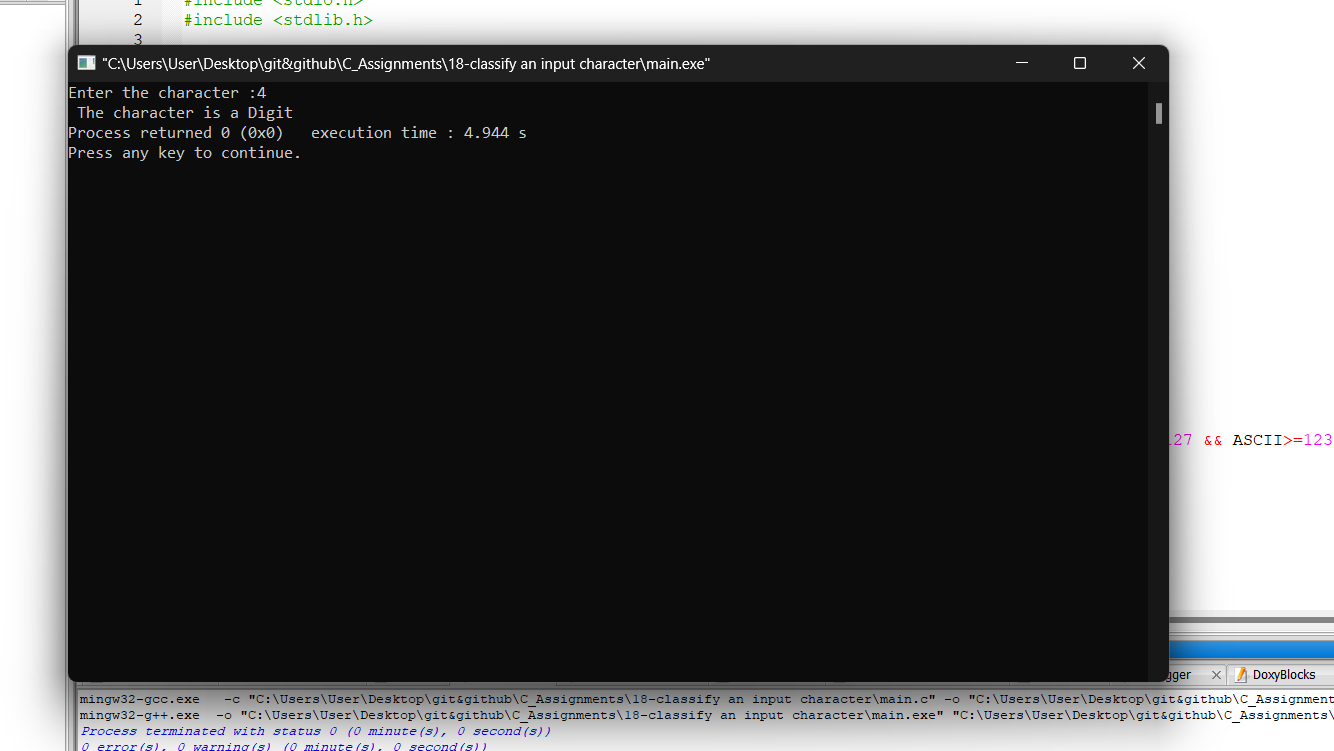 1 #include <stdio.h>
2 #include <stdlib.h>
3
"C:\Users\User\Desktop\git&github\C_Assignments\18-classify an input character\main.exe"
Enter the character :4
 The character is a Digit
Process returned 0 (0x0)   execution time : 4.944 s
Press any key to continue.
27 && ASCII>=123
gger DoxyBlocks
mingw32-gcc.exe   -c "C:\Users\User\Desktop\git&github\C_Assignments\18-classify an input character\main.c" -o "C:\Users\User\Desktop\git&github\C_Assignment
mingw32-g++.exe  -o "C:\Users\User\Desktop\git&github\C_Assignments\18-classify an input character\main.exe" "C:\Users\User\Desktop\git&github\C_Assignments\
Process terminated with status 0 (0 minute(s), 0 second(s))
0 error(s), 0 warning(s) (0 minute(s), 0 second(s))